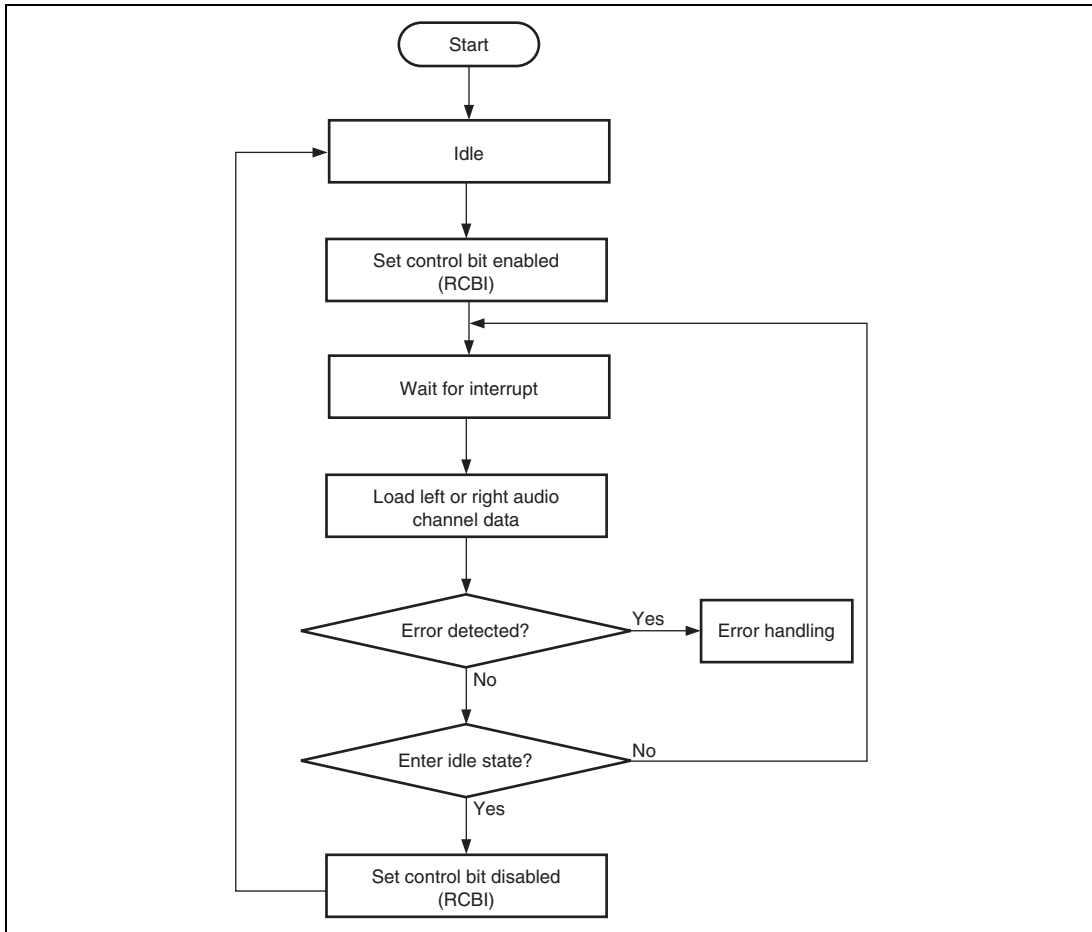 Start
Idle
Set control bit enabled
(RCBI)
Wait for interrupt
Load left or right audio
channel data
Error detected?
Yes
Error handling
No
Enter idle state?
No
Yes
Set control bit disabled
(RCBI)